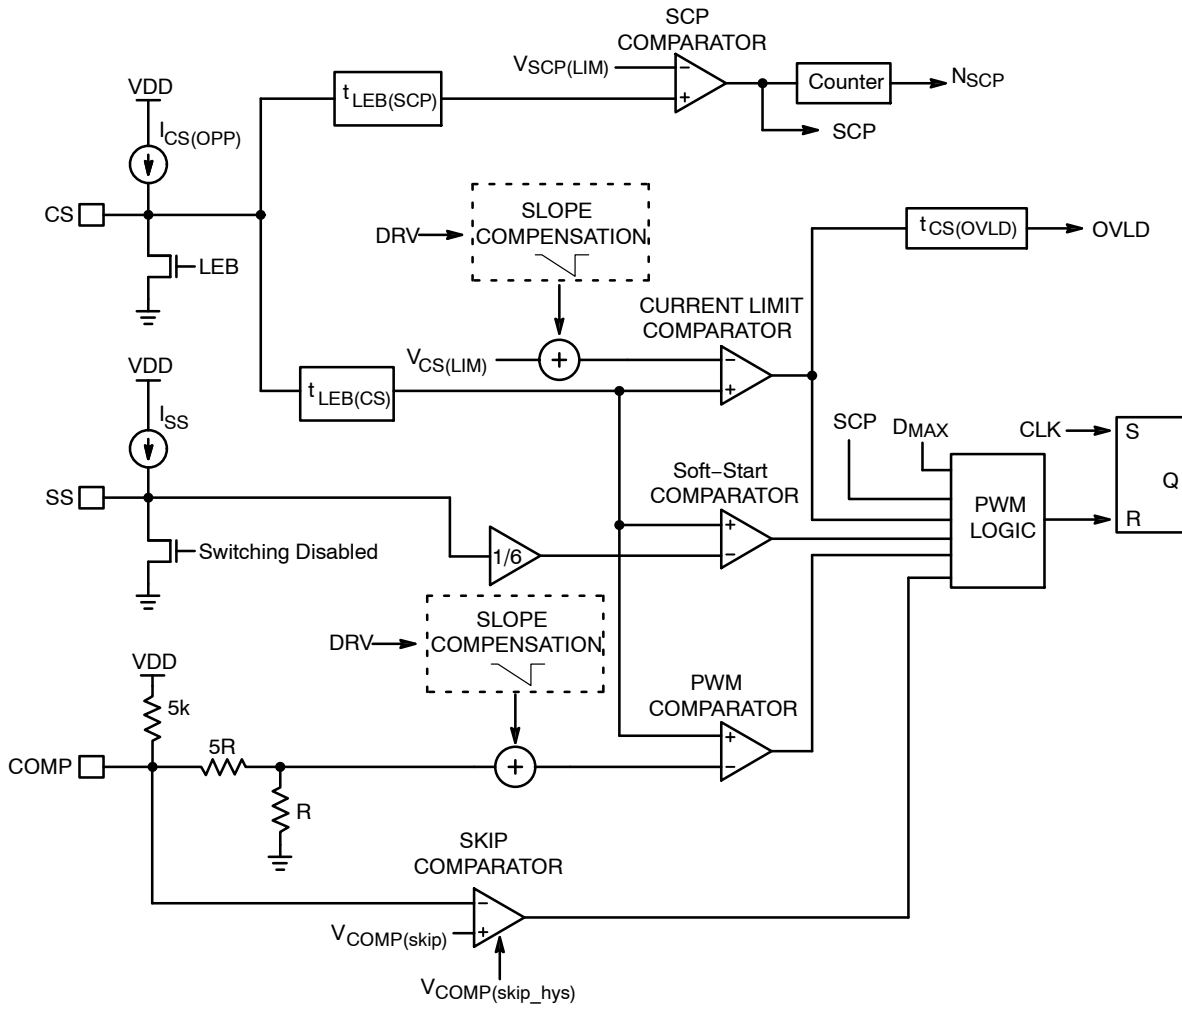 SCP
COMPARATOR
VSCP(LIM)
−
+
Counter
NSCP
SCP
VDD
tLEB(SCP)
ICS(OPP)
CS
LEB
SLOPE
COMPENSATION
DRV
tCS(OVLD)
OVLD
CURRENT LIMIT
COMPARATOR
VCS(LIM)
+
−
+
VDD
tLEB(CS)
ISS
SCP
DMAX
CLK
S
Q
R
SS
Soft−Start
COMPARATOR
+
−
PWM
LOGIC
Switching Disabled
1/6
SLOPE
COMPENSATION
DRV
VDD
5k
PWM
COMPARATOR
+
−
COMP
5R
+
R
SKIP
COMPARATOR
−
+
VCOMP(skip)
VCOMP(skip_hys)